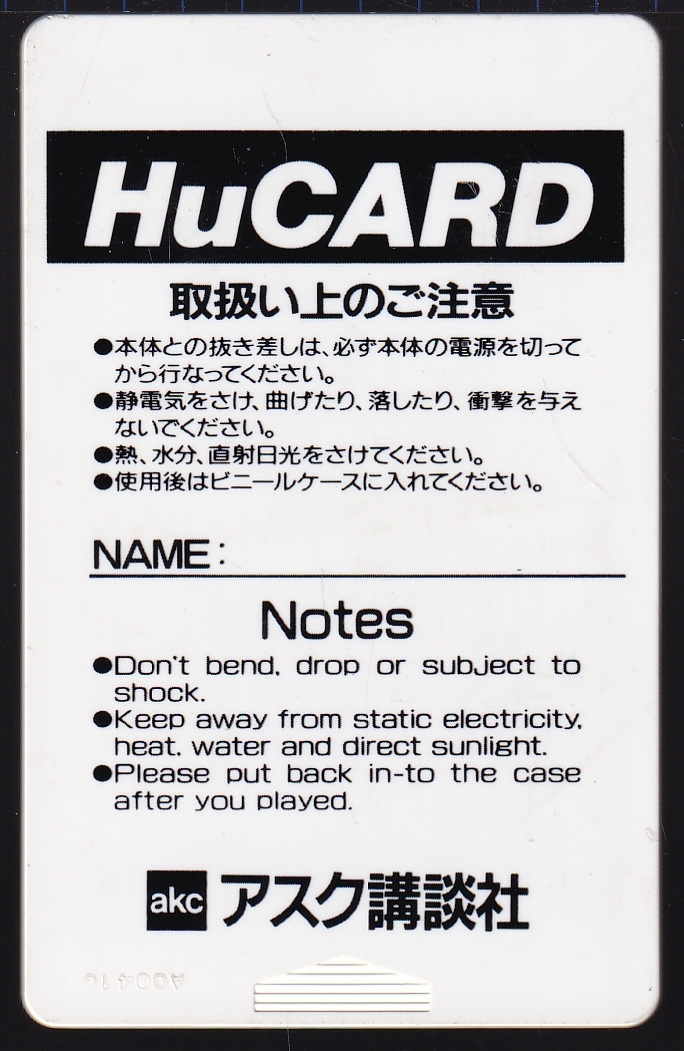 HuCARD
取扱い上のご注意
●本体との抜き差しは、必ず本体の電源を切って
から行なってください。
●静電気をさけ、曲げたり、落したり、衝撃を与え
ないでください。
●熱、水分、直射日光をさけてください。
●使用後はビニールケースに入れてください。
NAME:
Notes
●Don't bend, drop or subject to
shock.
●Keep away from static electricity,
heat, water and direct sunlight.
●Please put back in-to the case
after you played.
akc アスク講談社